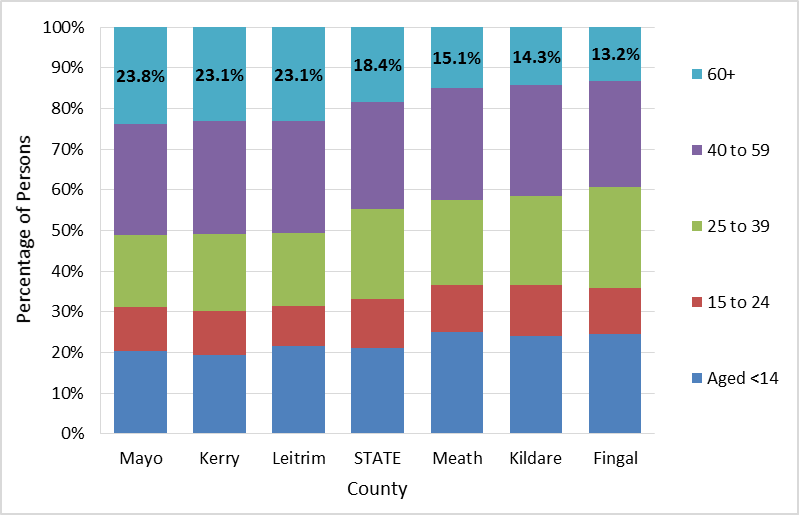 100%
90%
80%
70%
60%
50%
40%
30%
20%
10%
0%
Percentage of Persons
23.8% 23.1% 23.1% 18.4% 15.1% 14.3% 13.2%
Mayo Kerry Leitrim STATE Meath Kildare Fingal
County
60+
40 to 59
25 to 39
15 to 24
Aged <14